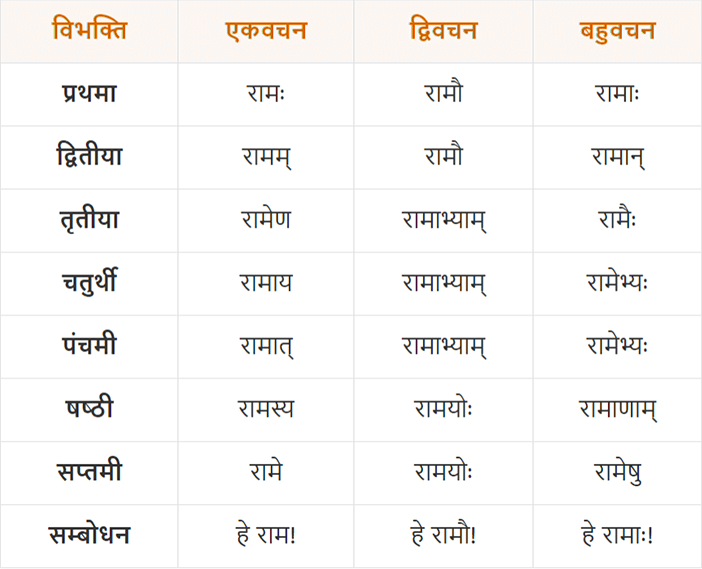 विभक्ति एकवचन द्विवचन बहुवचन
प्रथमा रामः रामौ रामाः
द्वितीया रामम् रामौ रामान्
तृतीया रामेण रामाभ्याम् रामैः
चतुर्थी रामाय रामाभ्याम् रामेभ्यः
पंचमी रामात् रामाभ्याम् रामेभ्यः
षष्ठी रामस्य रामयोः रामाणाम्
सप्तमी रामे रामयोः रामेषु
सम्बोधन हे राम! हे रामौ! हे रामाः!